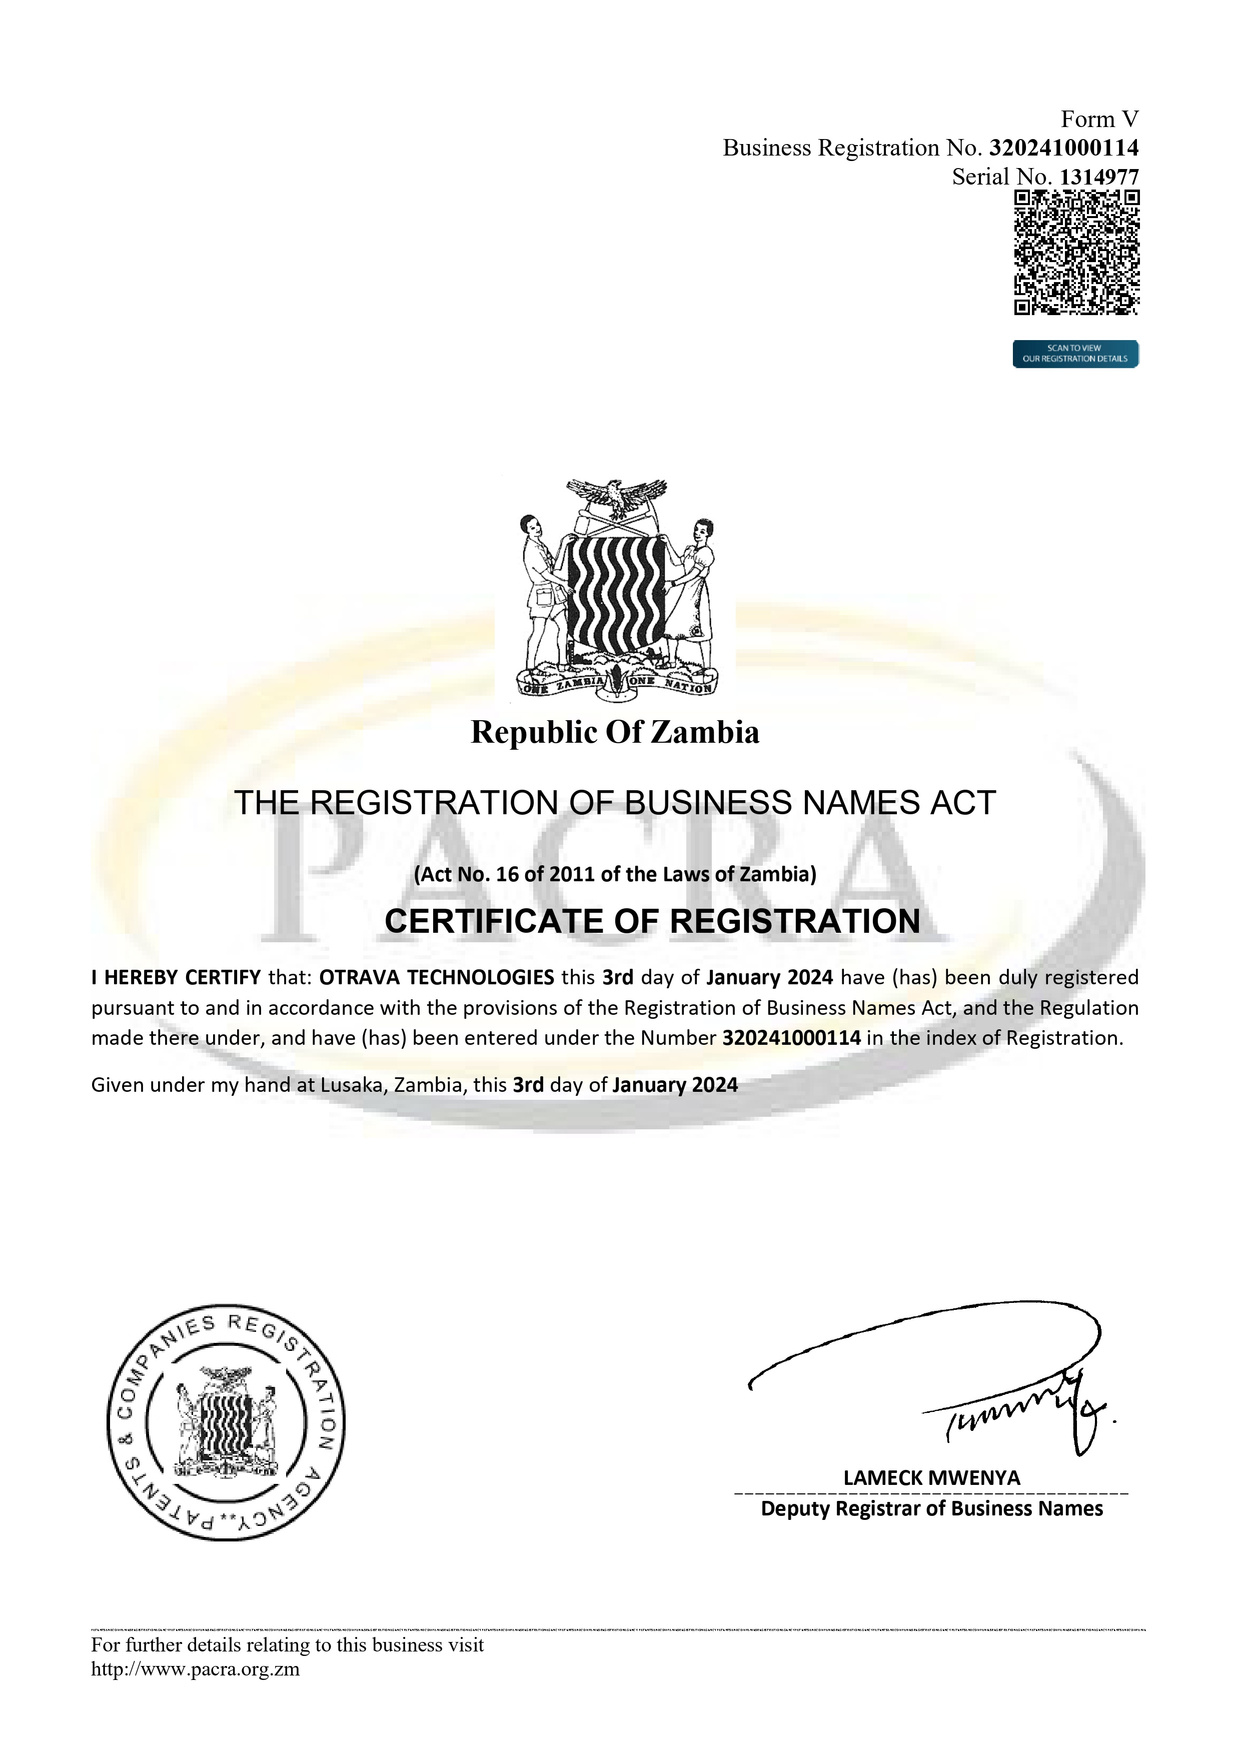 Form V
Business Registration No. 320241000114
Serial No. 1314977
SCAN TO VIEW
OUR REGISTRATION DETAILS
ONE ZAMBIA ONE NATION
Republic Of Zambia
PACRA
THE REGISTRATION OF BUSINESS NAMES ACT
(Act No. 16 of 2011 of the Laws of Zambia)
CERTIFICATE OF REGISTRATION
I HEREBY CERTIFY that: OTRAVA TECHNOLOGIES this 3rd day of January 2024 have (has) been duly registered
pursuant to and in accordance with the provisions of the Registration of Business Names Act, and the Regulation
made there under, and have (has) been entered under the Number 320241000114 in the index of Registration.
Given under my hand at Lusaka, Zambia, this 3rd day of January 2024
PATENTS & COMPANIES REGISTRATION AGENCY**
LAMECK MWENYA
Deputy Registrar of Business Names
For further details relating to this business visit
http://www.pacra.org.zm